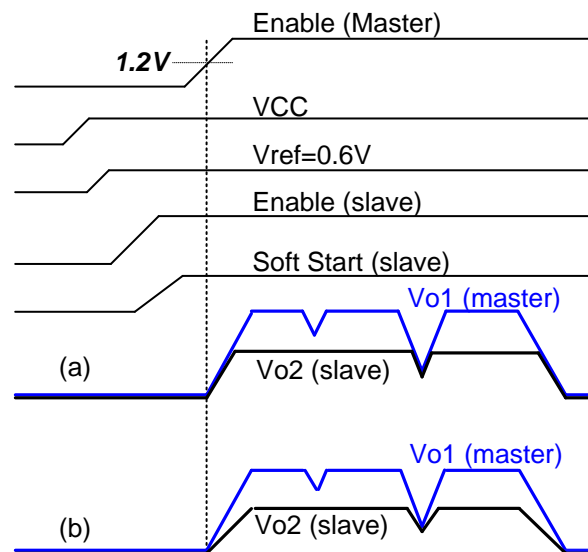 Enable (Master)
1.2V
VCC
Vref=0.6V
Enable (slave)
Soft Start (slave)
Vo1 (master)
(a)
Vo2 (slave)
Vo1 (master)
(b)
Vo2 (slave)